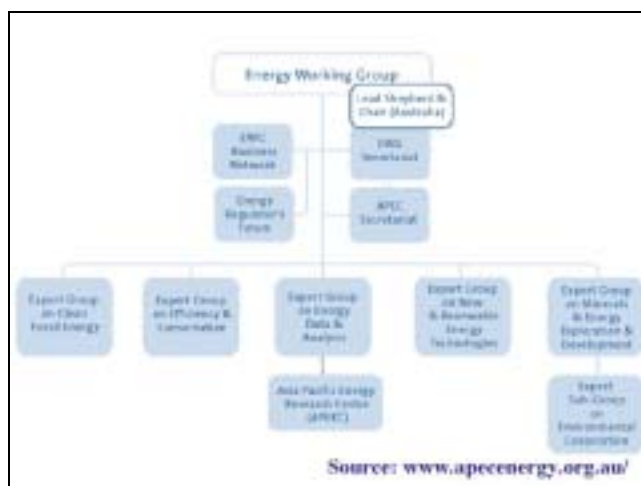 Energy Working Group
Lead Shepherd &
Chair (Australia)
Business
Network
EWG
Secretariat
Energy
Regulator's
Forum
APEC
Secretariat
Expert Group
on Clean
Fossil Energy
Expert Group
on Efficiency &
Conservation
Expert Group
on Energy
Data &
Analysis
Expert Group
on New
& Renewable
Energy
Technologies
Expert Group
on Minerals
& Energy
Exploration &
Development
Asia Pacific Energy
Research Centre
(APERC)
Expert
Sub-Group
on
Environmental
Cooperation
Source: www.apecenergy.org.au/